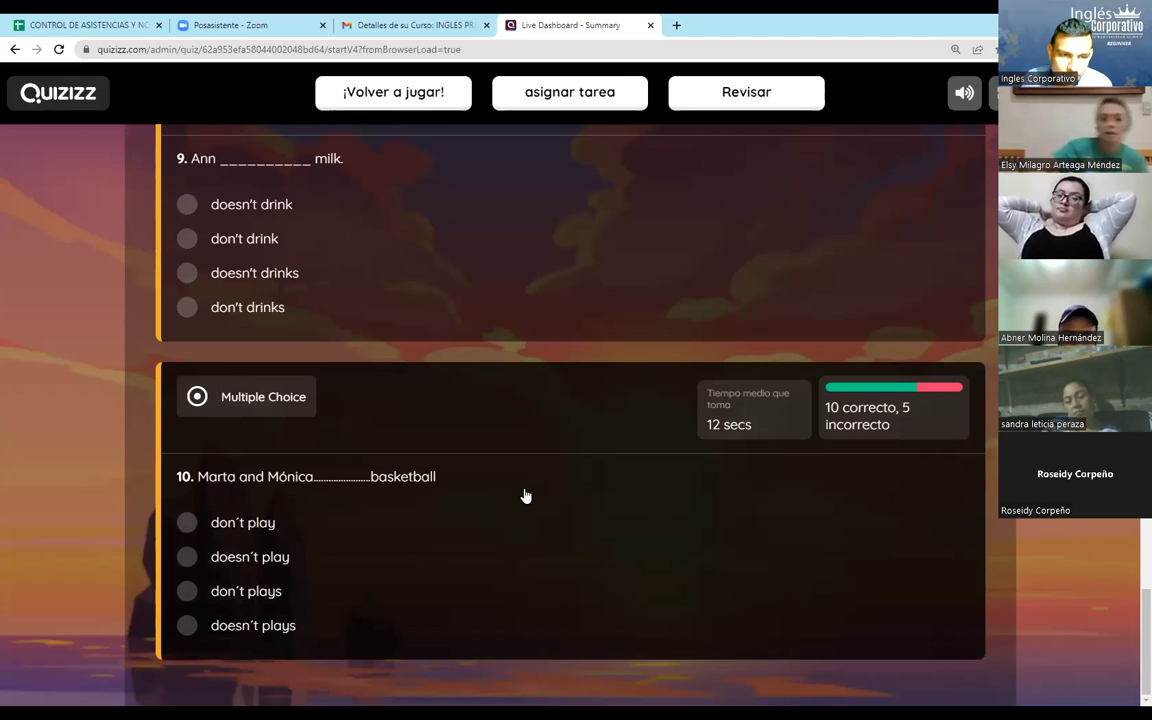 CONTROL DE ASISTENCIAS Y NO
Posasistente - Zoom
Detalles de su Curso: INGLES PRI
Live Dashboard - Summary
quizizz.com/admin/quiz/62a953efa58044002048bd64/startV4?fromBrowserLoad=true
Quizizz
¡Volver a jugar!
asignar tarea
Revisar
9. Ann __________ milk.
doesn't drink
don't drink
doesn't drinks
don't drinks
Multiple Choice
Tiempo medio que
tomo
12 secs
10 correcto, 5
incorrecto
10. Marta and Mónica......................basketball
don´t play
doesn´t play
don´t plays
doesn´t plays
Inglés
Corporativo
BEGINNER
Ingles Corporativo
Elsy Milagro Arteaga Méndez
Abner Molina Hernández
sandra leticia peraza
Roseidy Corpeño
Roseidy Corpeño